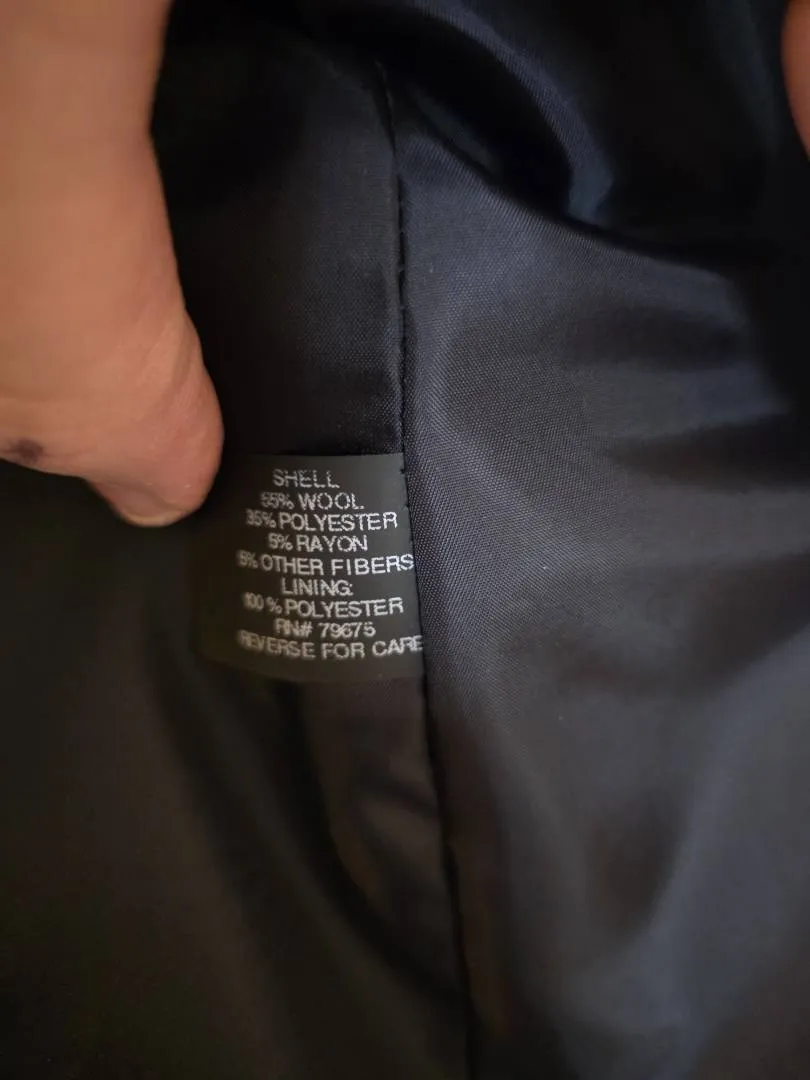 SHELL
55% WOOL
35% POLYESTER
5% RAYON
5% OTHER FIBERS
LINING:
100 % POLYESTER
RN# 79675
REVERSE FOR CARE